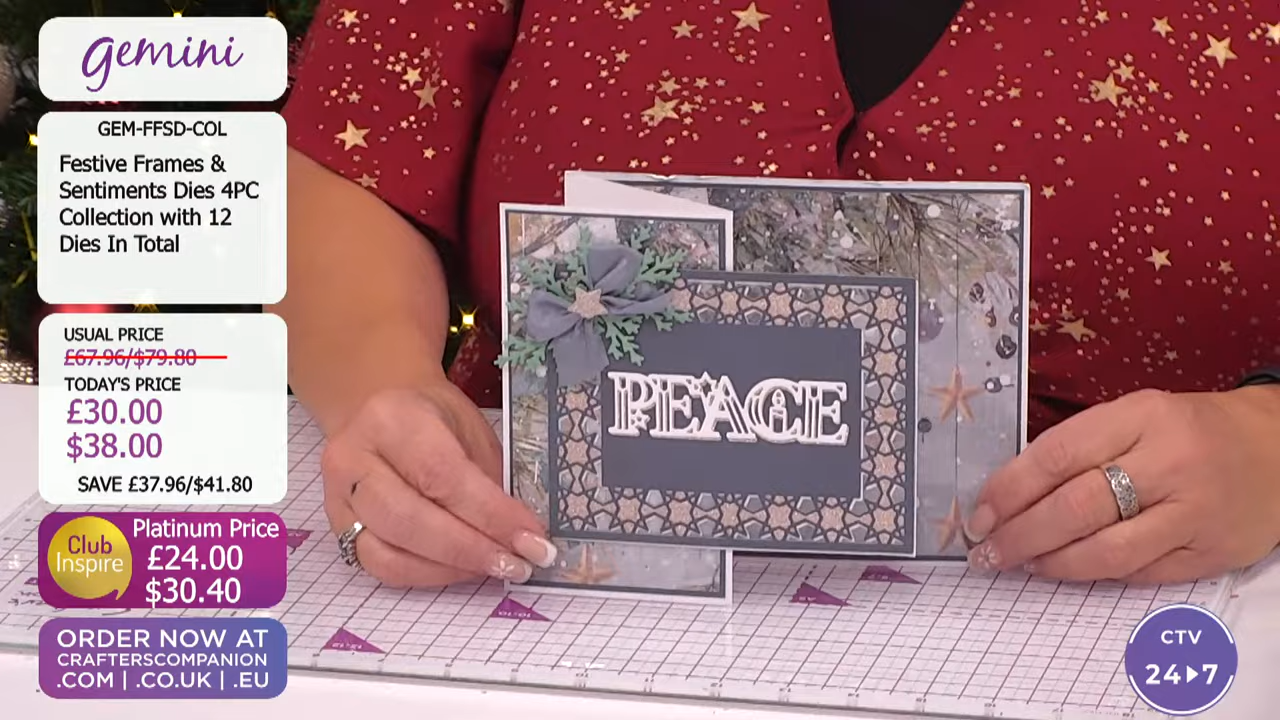 gemini
GEM-FFSD-COL
Festive Frames &
Sentiments Dies 4PC
Collection with 12
Dies In Total
USUAL PRICE
£67.96/$79.80
TODAY'S PRICE
£30.00
$38.00
SAVE £37.96/$41.80
Club
Inspire
Platinum Price
£24.00
$30.40
ORDER NOW AT
CRAFTERSCOMPANION
.COM | .CO.UK | .EU
PEACE
CTV
24▶7